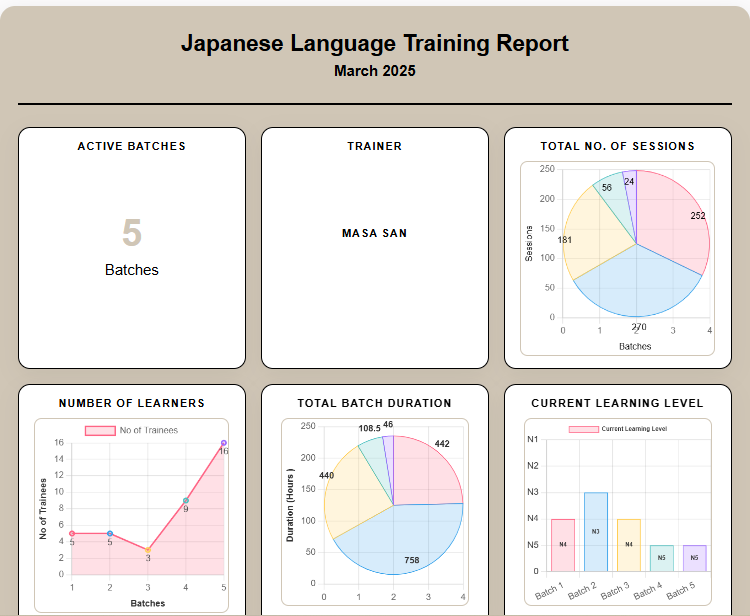 Japanese Language Training Report
March 2025
ACTIVE BATCHES
5
Batches
TRAINER
MASA SAN
TOTAL NO. OF SESSIONS
250
200
150
100
50
0
Sessions
0 1 2 3 4
Batches
252
270
181
56
24
NUMBER OF LEARNERS
No of Trainees
16
14
12
10
8
6
4
2
0
No of Trainees
5
5
3
9
16
1 2 3 4 5
Batches
TOTAL BATCH DURATION
250
200
150
100
50
0
Duration (Hours )
442
758
440
108.5
46
0 1 2 3 4
CURRENT LEARNING LEVEL
Current Learning Level
N1
N2
N3
N4
N5
0
N4
N3
N4
N5
N5
Batch 1
Batch 2
Batch 3
Batch 4
Batch 5